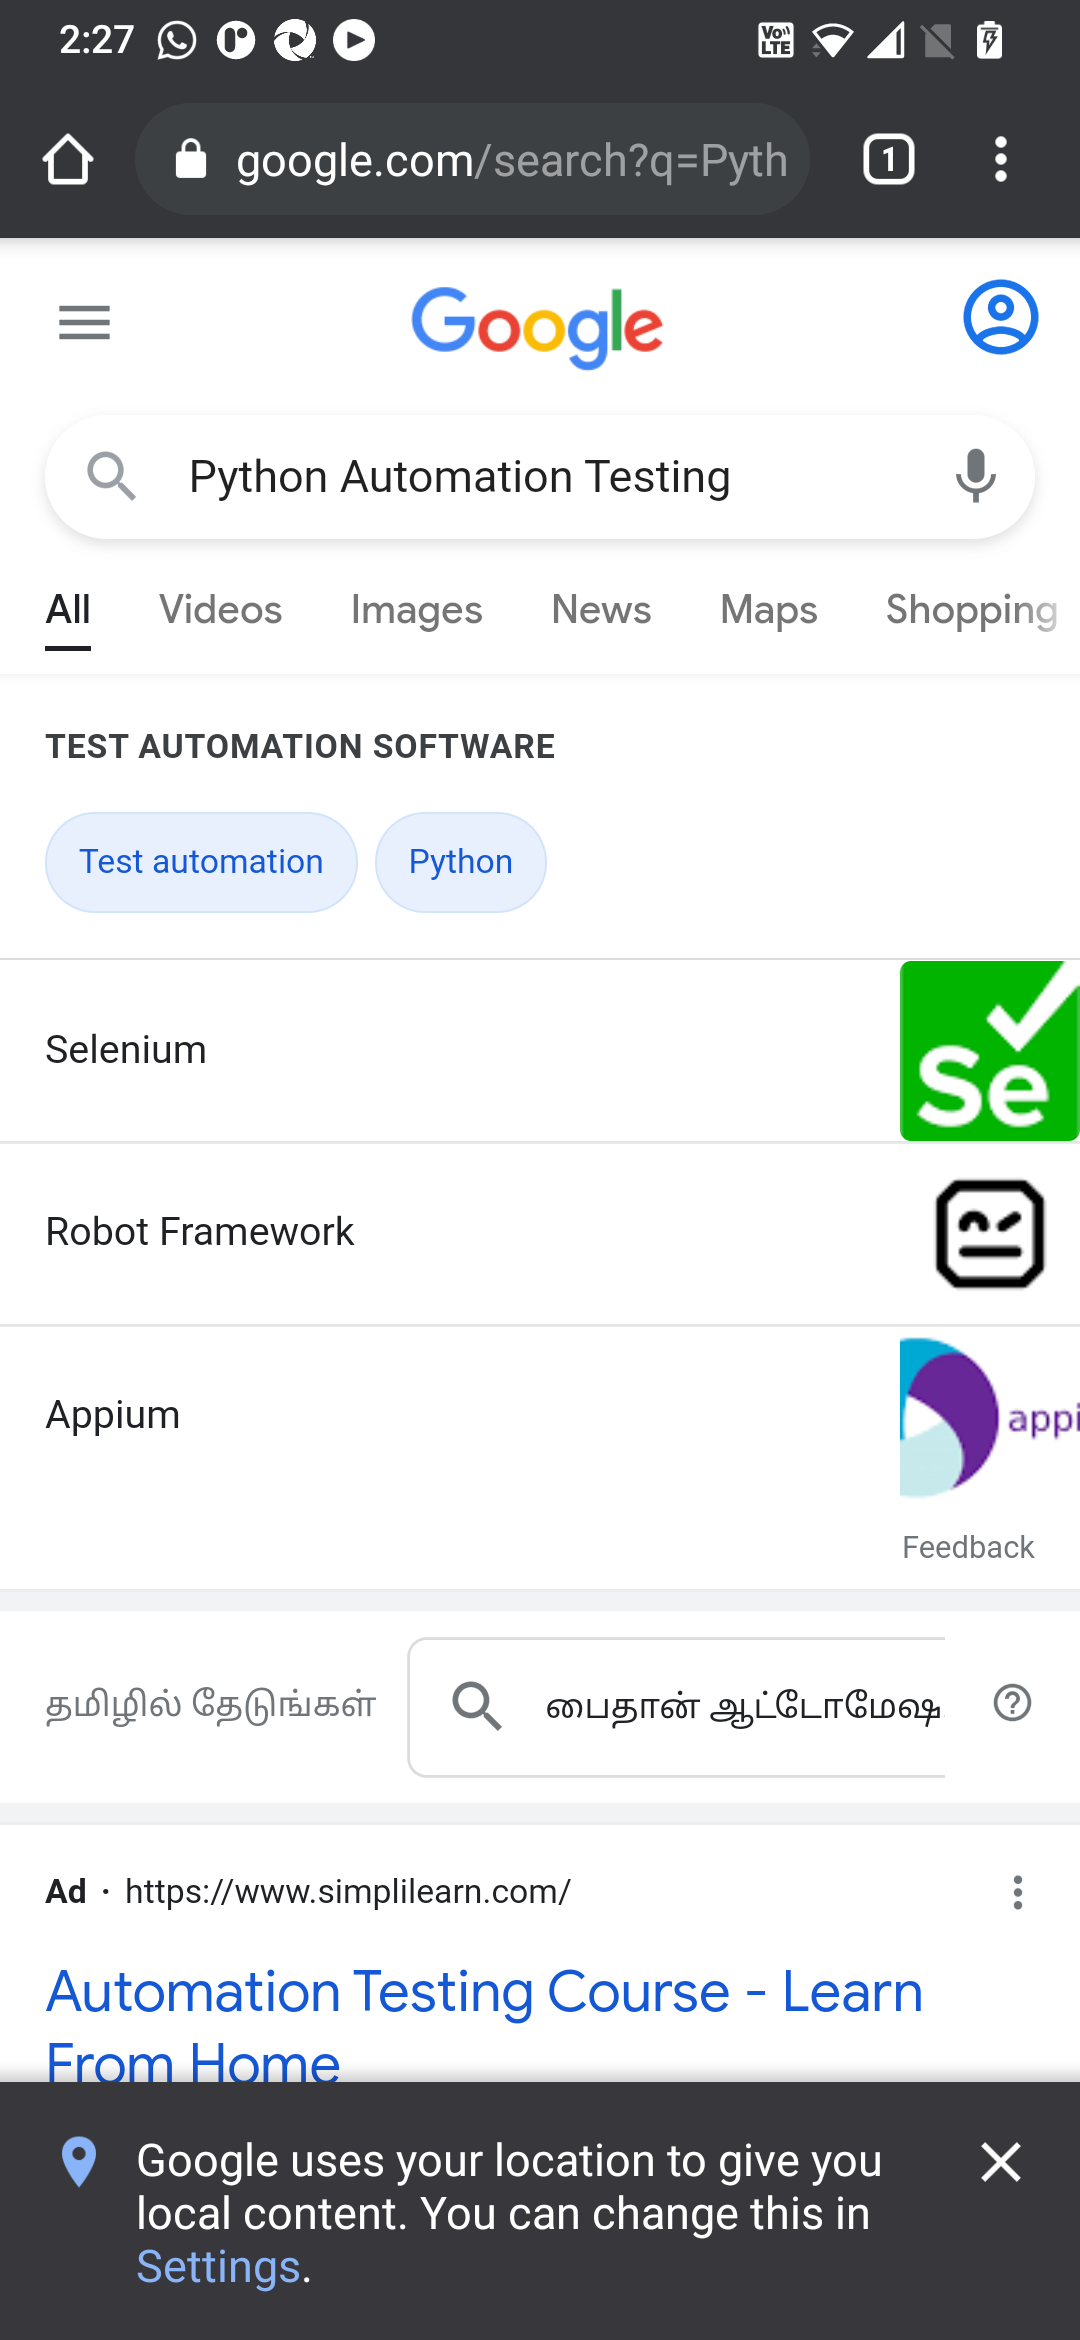 2:27
Vo)) LTE
google.com/search?q=Pyth
1
Google
Python Automation Testing
All Videos Images News Maps Shopping
TEST AUTOMATION SOFTWARE
Test automation Python
Selenium
Se
Robot Framework
Appium
appi
Feedback
தமிழில் தேடுங்கள்
பைதான் ஆட்டோமேஷ
Ad · https://www.simplilearn.com/
Automation Testing Course - Learn
From Home
Google uses your location to give you
local content. You can change this in
Settings.